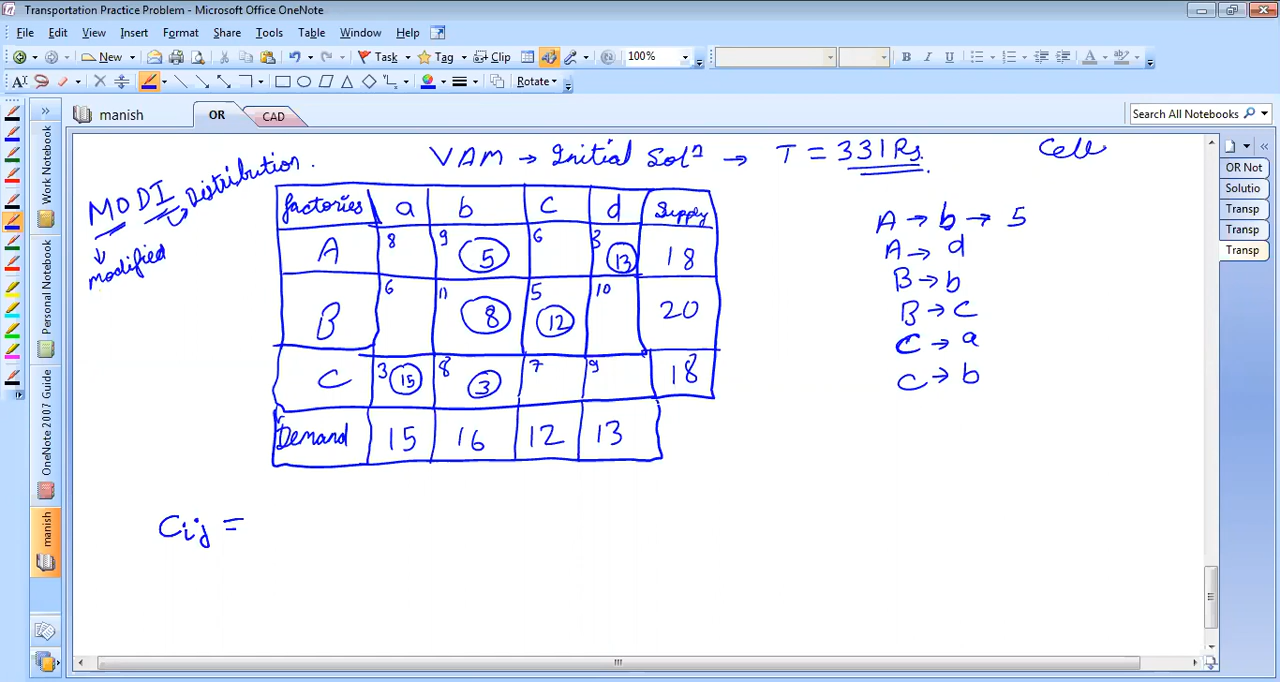 Transportation Practice Problem - Microsoft Office OneNote
File Edit View Insert Format Share Tools Table Window Help
New Task Tag Clip 100%
Rotate
manish OR CAD Search All Notebooks
Work Notebook
Personal Notebook
OneNote 2007 Guide
manish
OR Not
Solutio
Transp
Transp
Transp
VAM → Initial Solⁿ → T = 331 Rs. Cell
MODI Distribution.
modified
factories a b c d Supply
A 8 9 5 6 3 13 18
B 6 11 8 5 12 10 20
C 3 15 8 3 7 9 18
Demand 15 16 12 13
A → b → 5
A → d
B → b
B → c
C → a
C → b
Cij =